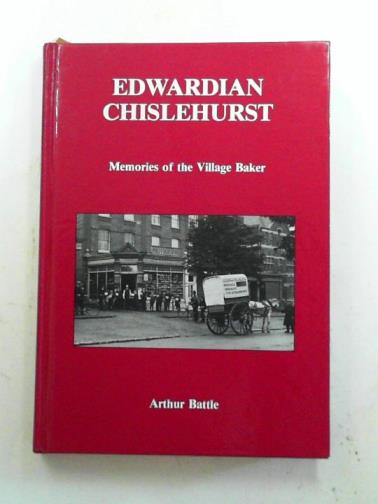 EDWARDIAN
CHISLEHURST
Memories of the Village Baker
Arthur Battle